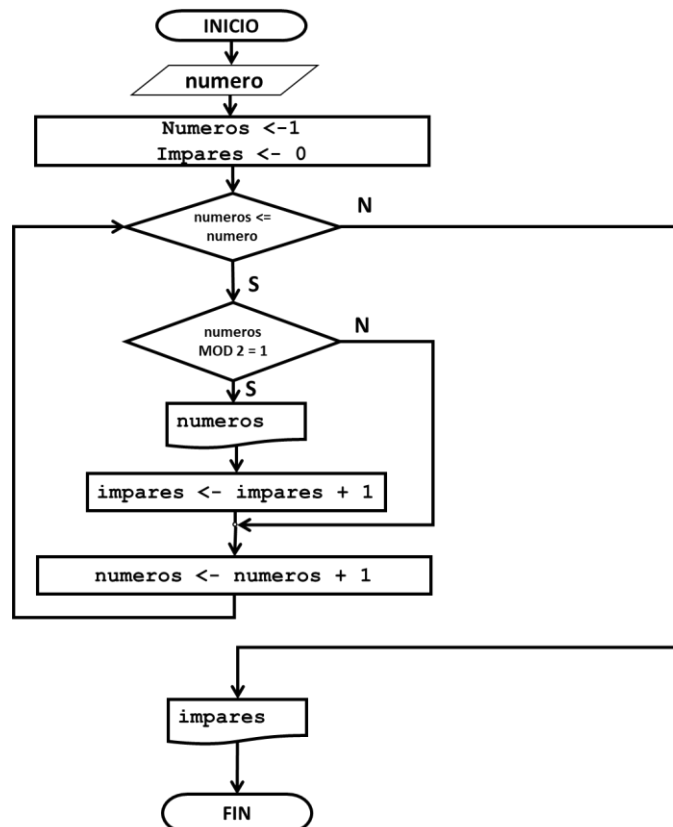 INICIO
numero
Numeros <-1
Impares <- 0
numeros <=
numero
N
S
numeros
MOD 2 = 1
N
S
numeros
impares <- impares + 1
numeros <- numeros + 1
impares
FIN